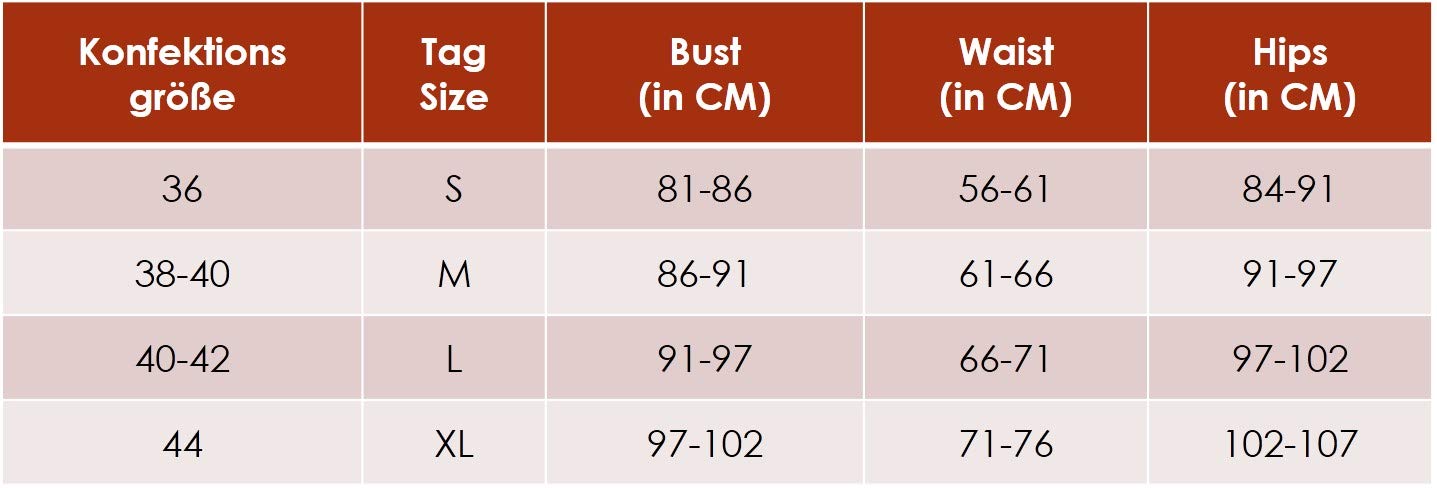 Konfektions größe Tag Size Bust (in CM) Waist (in CM) Hips (in CM)
36 S 81-86 56-61 84-91
38-40 M 86-91 61-66 91-97
40-42 L 91-97 66-71 97-102
44 XL 97-102 71-76 102-107